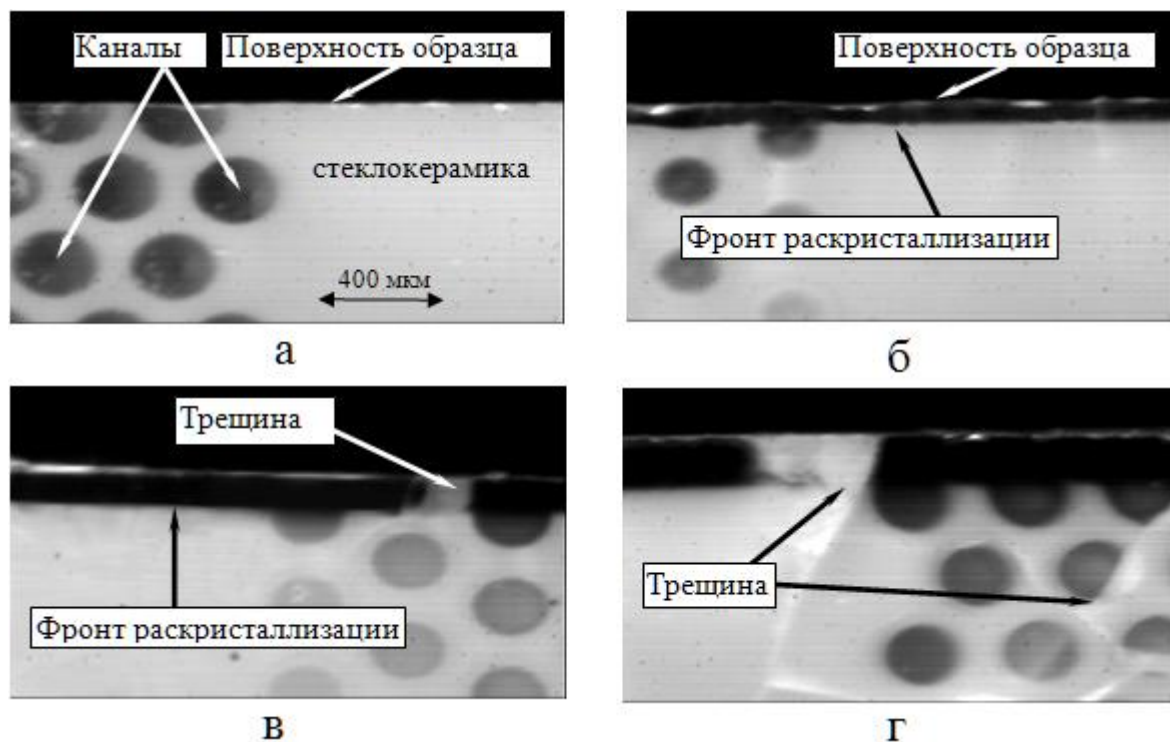 Каналы
Поверхность образца
стеклокерамика
400 мкм
а
Поверхность образца
Фронт раскристаллизации
б
Трещина
Фронт раскристаллизации
в
Трещина
г